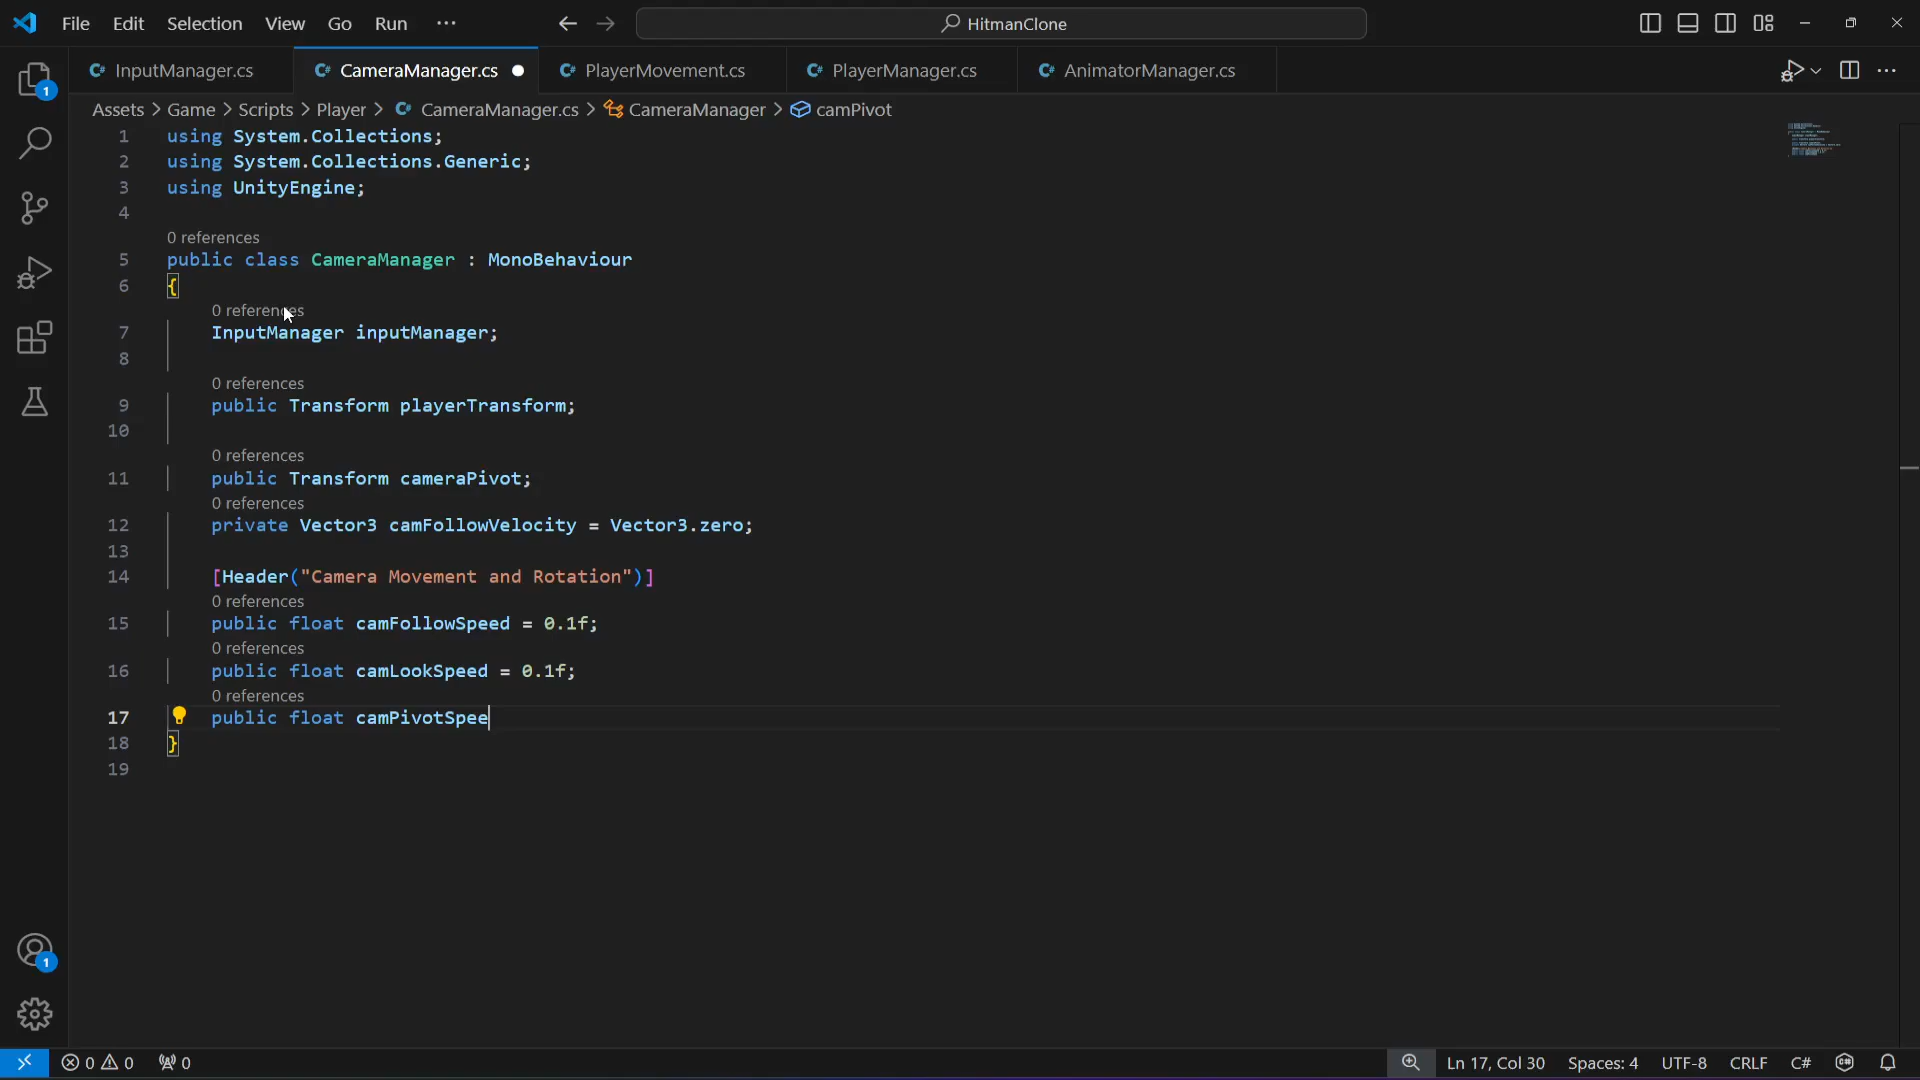 File Edit Selection View Go Run ··· HitmanClone
InputManager.cs CameraManager.cs PlayerMovement.cs PlayerManager.cs AnimatorManager.cs
Assets > Game > Scripts > Player > CameraManager.cs > CameraManager > camPivot
1 using System.Collections;
2 using System.Collections.Generic;
3 using UnityEngine;
4
0 references
5 public class CameraManager : MonoBehaviour
6 {
0 references
7 InputManager inputManager;
8
0 references
9 public Transform playerTransform;
10
0 references
11 public Transform cameraPivot;
0 references
12 private Vector3 camFollowVelocity = Vector3.zero;
13
14 [Header("Camera Movement and Rotation")]
0 references
15 public float camFollowSpeed = 0.1f;
0 references
16 public float camLookSpeed = 0.1f;
0 references
17 public float camPivotSpee
18 }
19
1
1
0 0 0 Ln 17, Col 30 Spaces: 4 UTF-8 CRLF C#